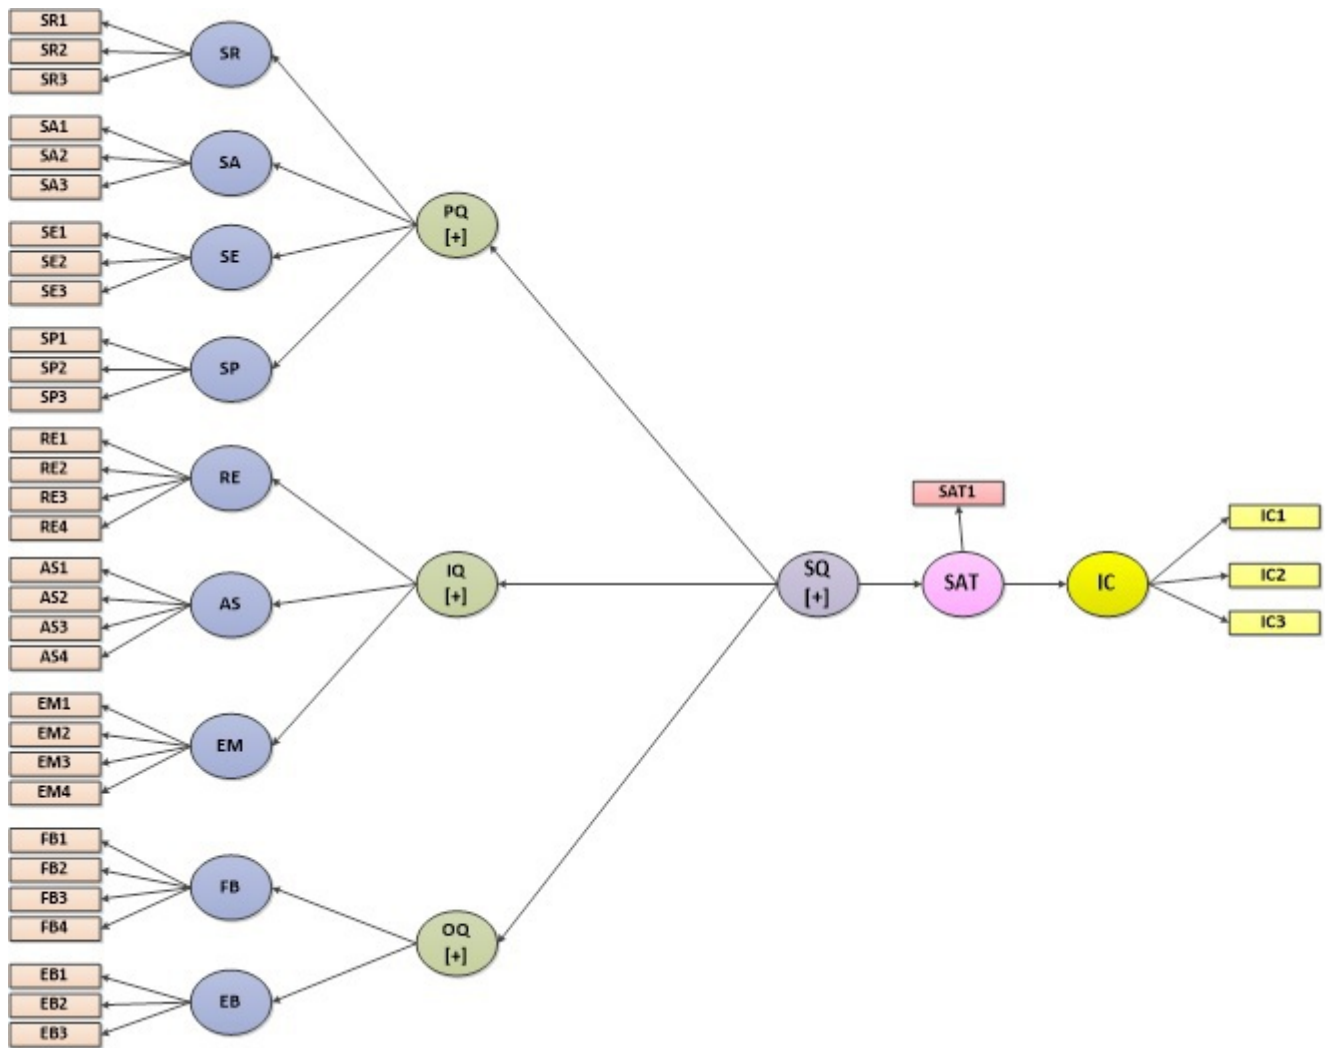 SR1
SR2
SR3
SR
SA1
SA2
SA3
SA
SE1
SE2
SE3
SE
SP1
SP2
SP3
SP
PQ
[+]
RE1
RE2
RE3
RE4
RE
AS1
AS2
AS3
AS4
AS
EM1
EM2
EM3
EM4
EM
IQ
[+]
FB1
FB2
FB3
FB4
FB
EB1
EB2
EB3
EB
OQ
[+]
SQ
[+]
SAT1
SAT
IC
IC1
IC2
IC3